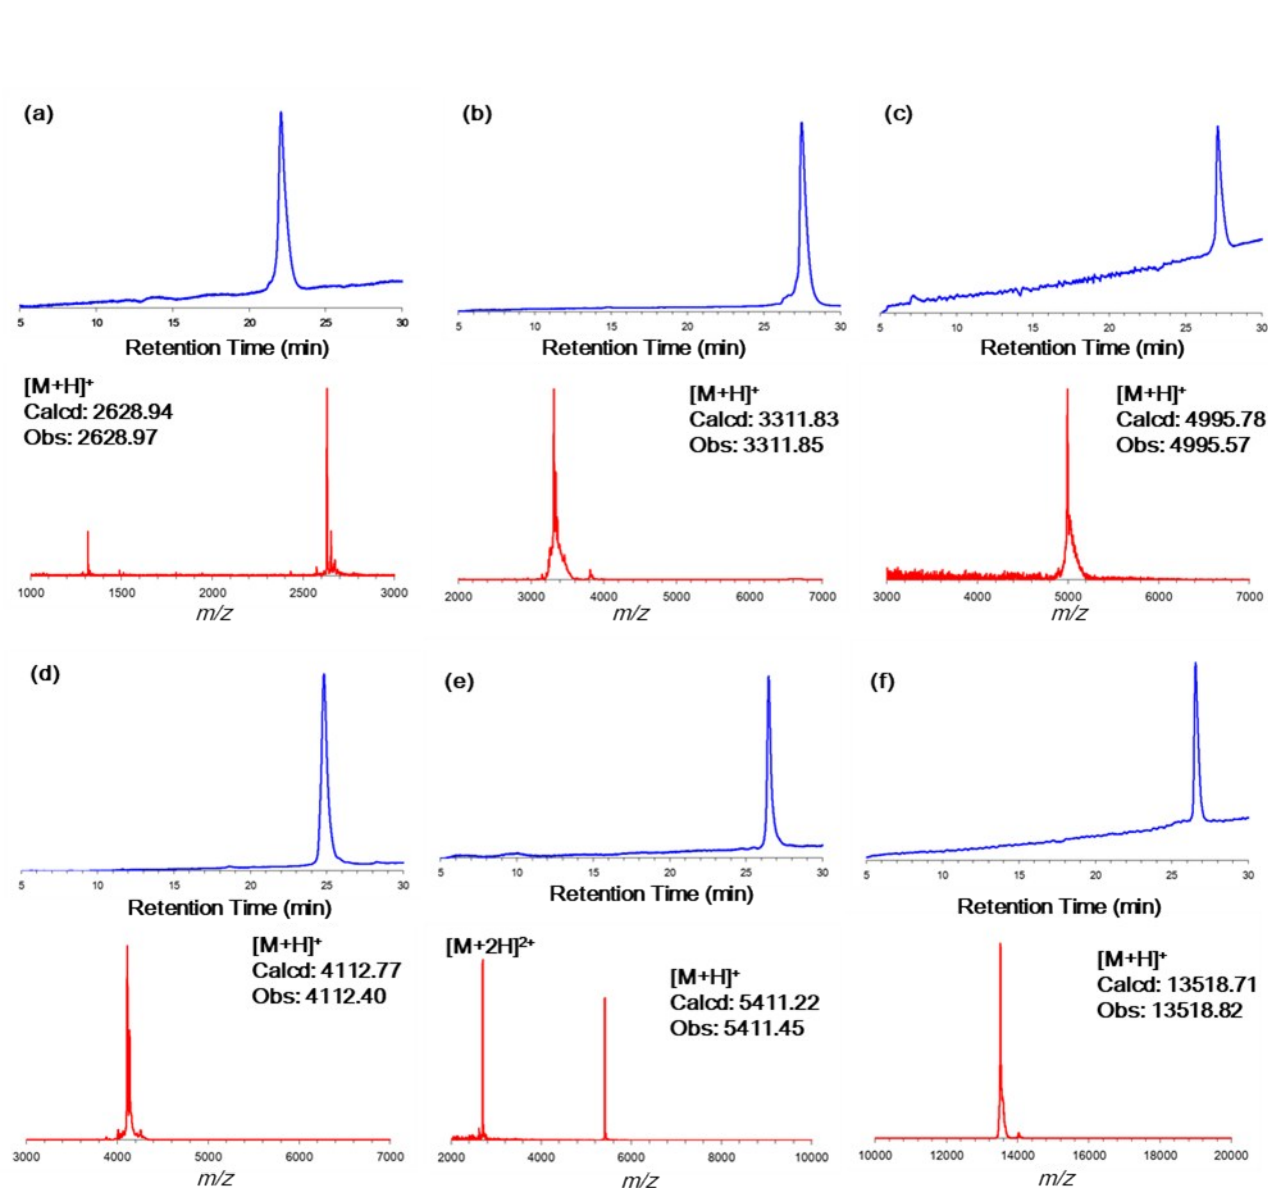 (a)
5 10 15 20 25 30
Retention Time (min)
[M+H]⁺
Calcd: 2628.94
Obs: 2628.97
1000 1500 2000 2500 3000
m/z
(b)
5 10 15 20 25 30
Retention Time (min)
[M+H]⁺
Calcd: 3311.83
Obs: 3311.85
2000 3000 4000 5000 6000 7000
m/z
(c)
5 10 15 20 25 30
Retention Time (min)
[M+H]⁺
Calcd: 4995.78
Obs: 4995.57
3000 4000 5000 6000 7000
m/z
(d)
5 10 15 20 25 30
Retention Time (min)
[M+H]⁺
Calcd: 4112.77
Obs: 4112.40
3000 4000 5000 6000 7000
m/z
(e)
5 10 15 20 25 30
Retention Time (min)
[M+2H]²⁺
[M+H]⁺
Calcd: 5411.22
Obs: 5411.45
2000 4000 6000 8000 10000
m/z
(f)
5 10 15 20 25 30
Retention Time (min)
[M+H]⁺
Calcd: 13518.71
Obs: 13518.82
10000 12000 14000 16000 18000 20000
m/z